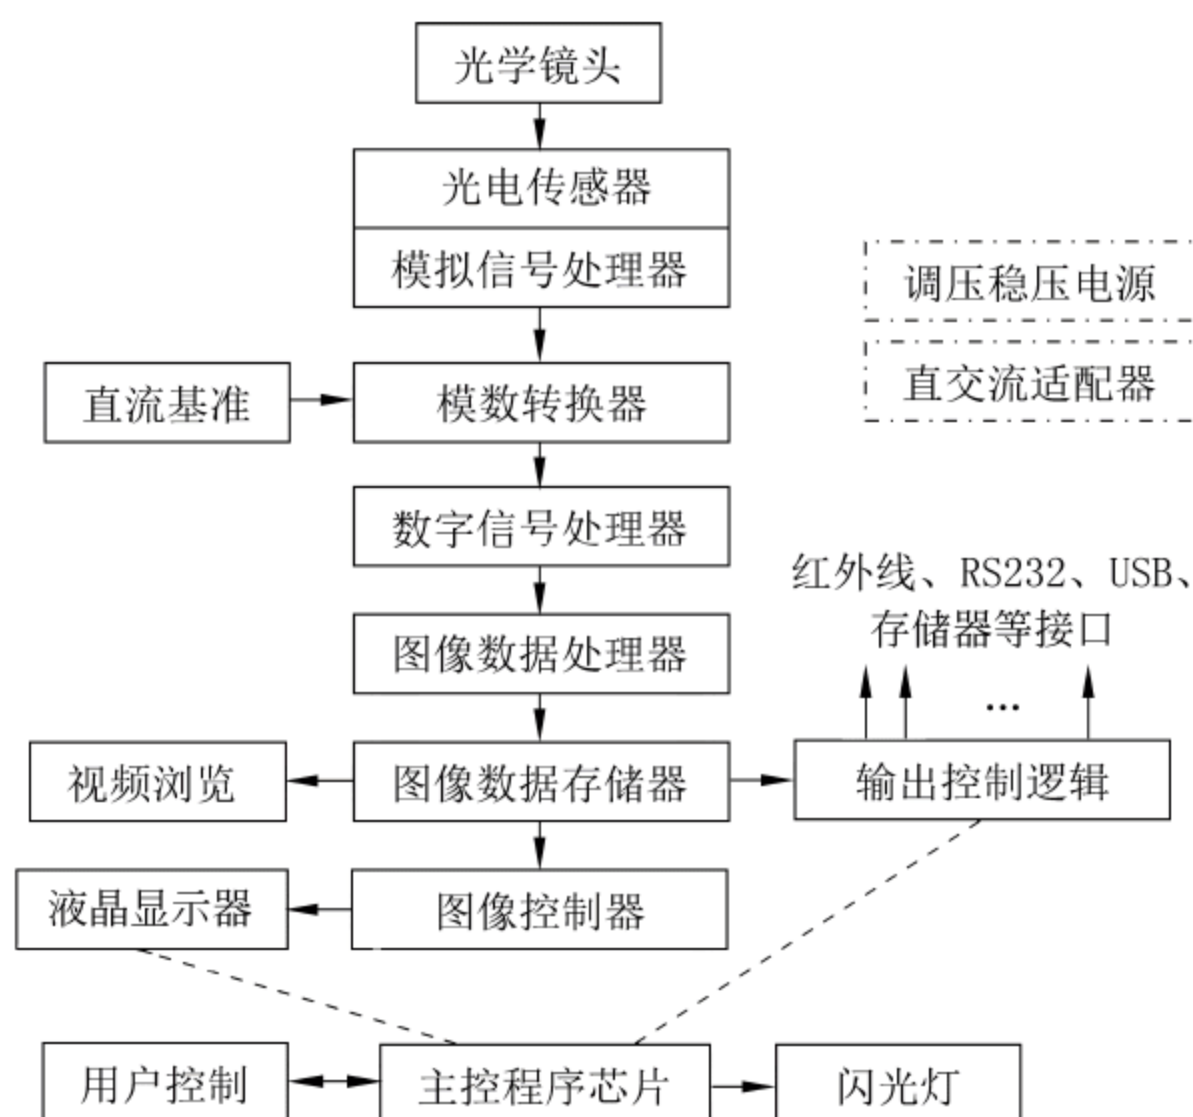 光学镜头
光电传感器
模拟信号处理器
调压稳压电源
直流基准
模数转换器
直交流适配器
数字信号处理器
红外线、RS232、USB、
存储器等接口
图像数据处理器
…
视频浏览
图像数据存储器
输出控制逻辑
液晶显示器
图像控制器
用户控制
主控程序芯片
闪光灯